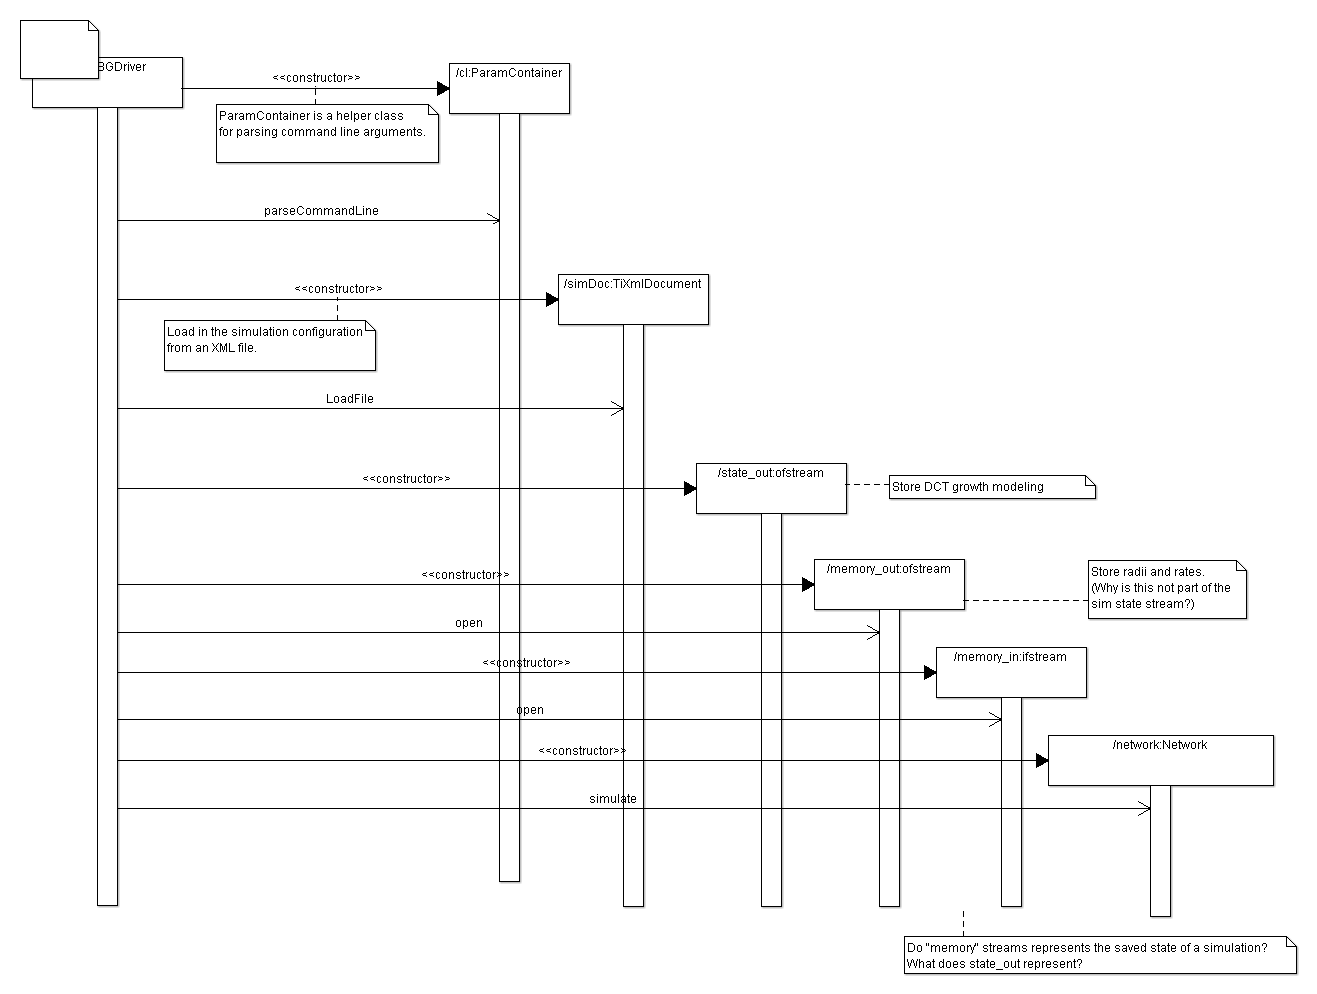 BGDriver
<<constructor>>
/cl:ParamContainer
ParamContainer is a helper class
for parsing command line arguments.
parseCommandLine
<<constructor>>
/simDoc:TiXmlDocument
Load in the simulation configuration
from an XML file.
LoadFile
<<constructor>>
/state_out:ofstream
Store DCT growth modeling
<<constructor>>
/memory_out:ofstream
Store radii and rates.
(Why is this not part of the
sim state stream?)
open
<<constructor>>
/memory_in:ifstream
open
<<constructor>>
/network:Network
simulate
Do "memory" streams represents the saved state of a simulation?
What does state_out represent?